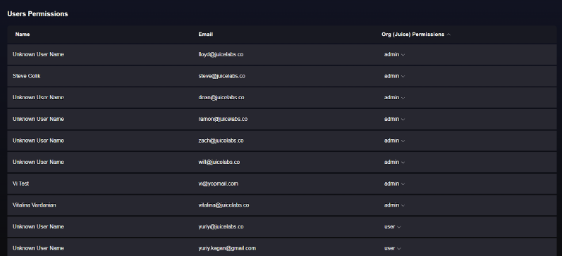 Users Permissions
Name Email Org (Juice) Permissions
Unknown User Name lloyd@juicelabs.co admin
Steve Golik steve@juicelabs.co admin
Unknown User Name dean@juicelabs.co admin
Unknown User Name ramon@juicelabs.co admin
Unknown User Name zach@juicelabs.co admin
Unknown User Name will@juicelabs.co admin
Vi Test vi@yopmail.com admin
Vitalina Vardanian vitalina@juicelabs.co admin
Unknown User Name yuriy@juicelabs.co user
Unknown User Name yuriy.kagan@gmail.com user